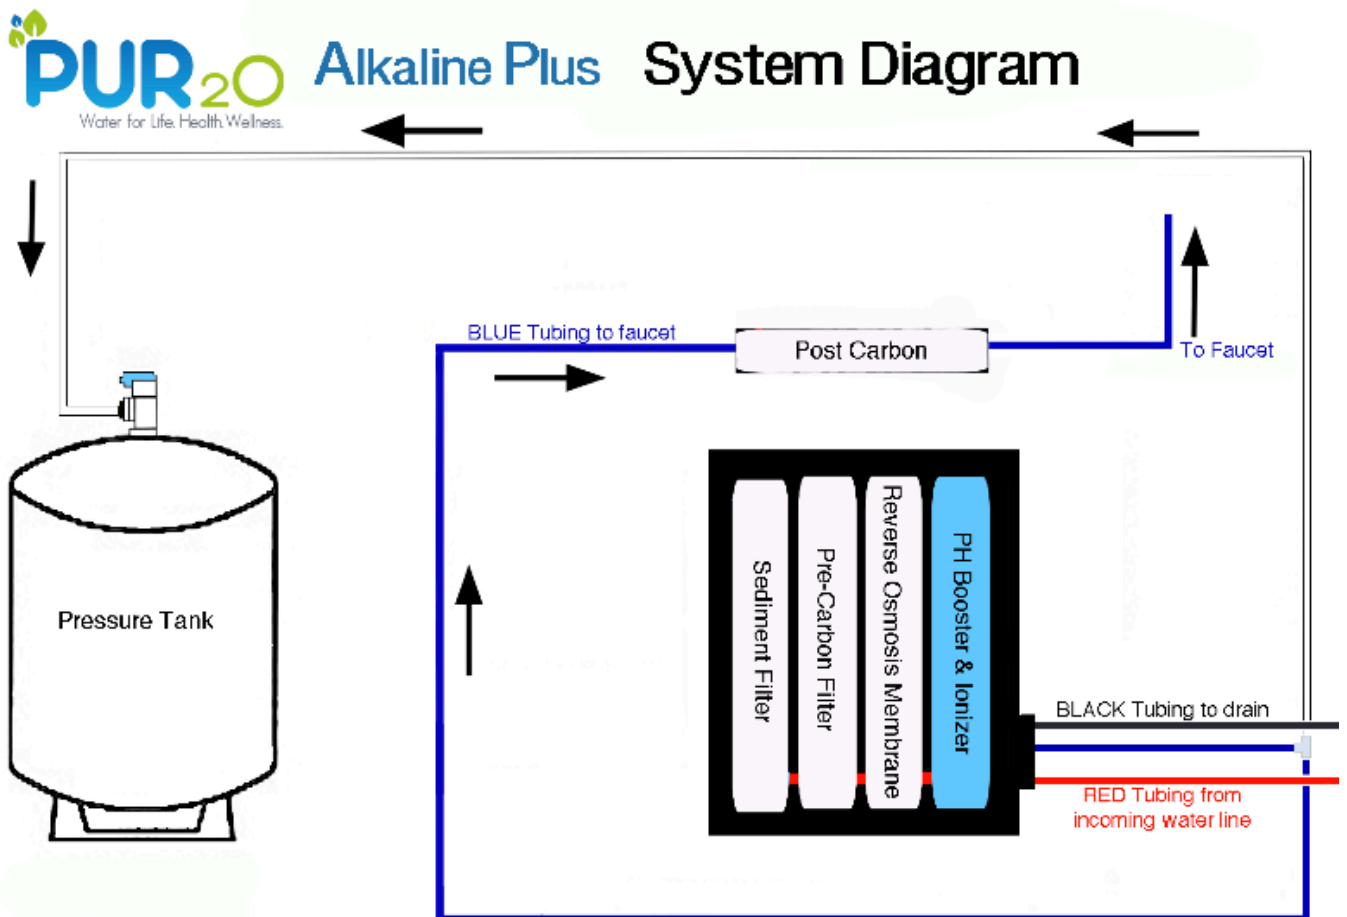 PUR2O
Water for Life. Health. Wellness.
Alkaline Plus System Diagram
BLUE Tubing to faucet
Post Carbon
To Faucet
Pressure Tank
Sediment Filter
Pre-Carbon Filter
Reverse Osmosis Membrane
PH Booster & Ionizer
BLACK Tubing to drain
RED Tubing from
incoming water line